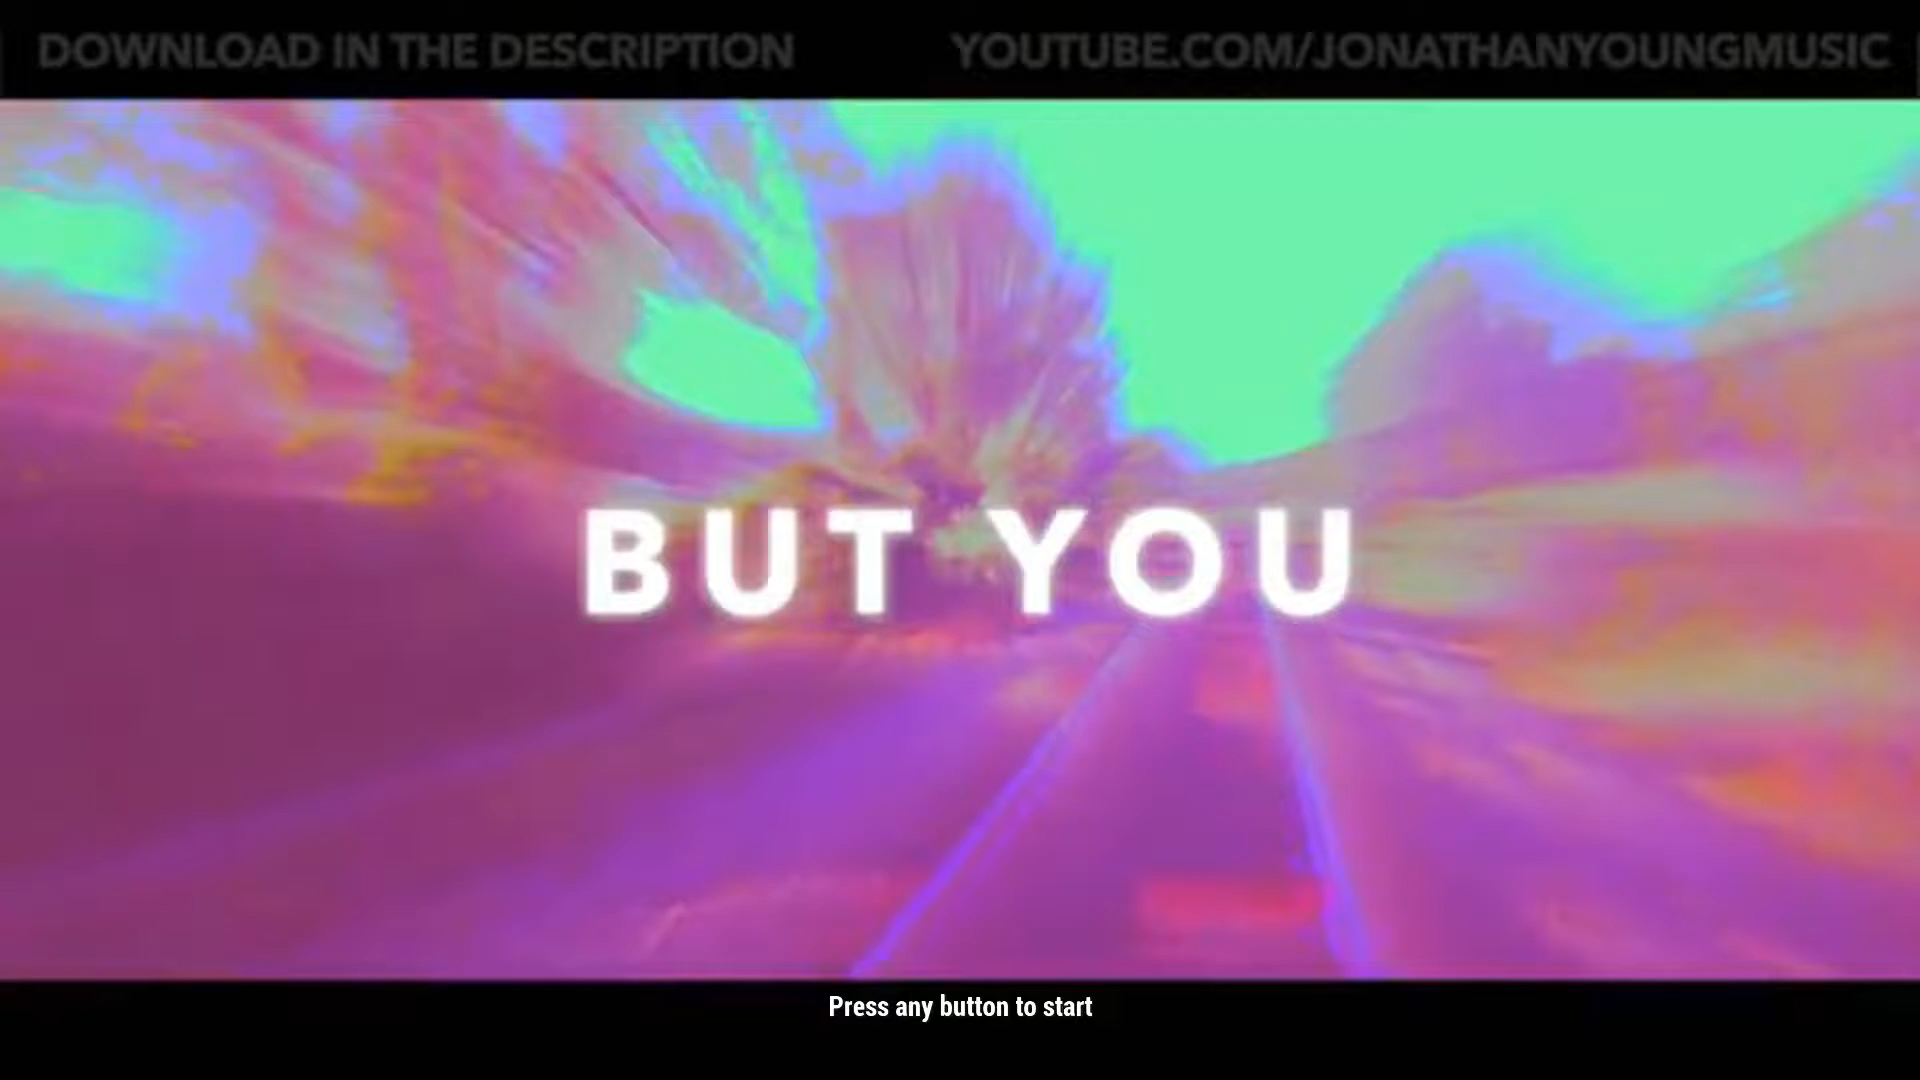 DOWNLOAD IN THE DESCRIPTION
YOUTUBE.COM/JONATHANYOUNGMUSIC
BUT YOU
Press any button to start